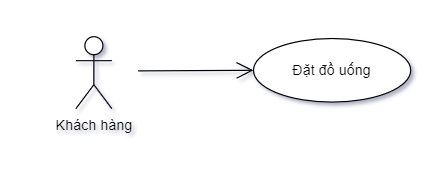 Đặt đồ uống
Khách hàng